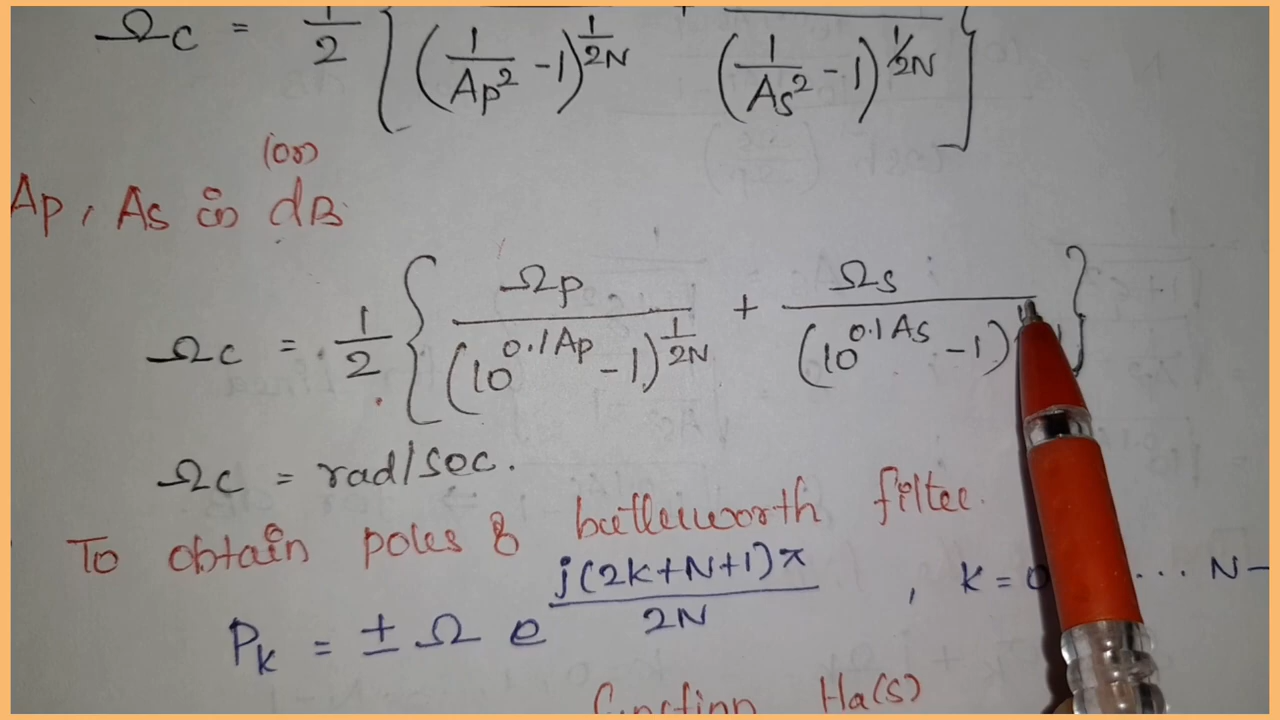 Ωc = 1/2 { (1/Ap² - 1)^1/2N (1/As² - 1)^1/2N }
(or)
Ap, As in dB
Ωc = 1/2 { Ωp/(10^0.1Ap - 1)^1/2N + Ωs/(10^0.1As - 1) }
Ωc = rad/sec.
To obtain poles of butterworth filter.
Pk = ± Ω e^j(2k+N+1)π/2N , k = 0 ... N-
function Ha(s)